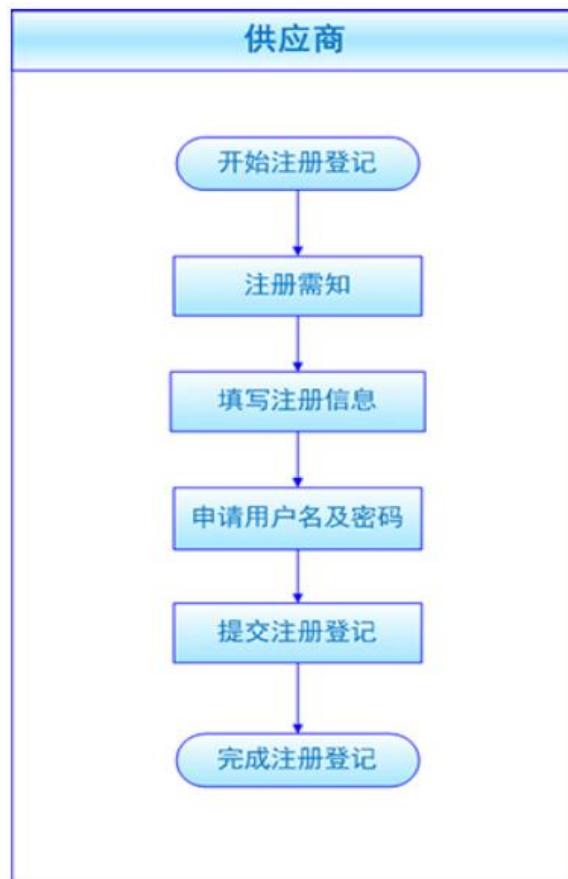 供应商
开始注册登记
注册需知
填写注册信息
申请用户名及密码
提交注册登记
完成注册登记